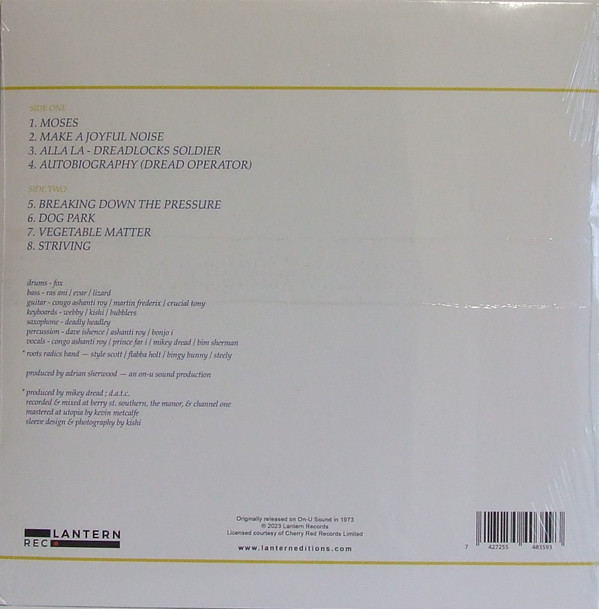 SIDE ONE
1. MOSES
2. MAKE A JOYFUL NOISE
3. ALLA LA - DREADLOCKS SOLDIER
4. AUTOBIOGRAPHY (DREAD OPERATOR)
SIDE TWO
5. BREAKING DOWN THE PRESSURE
6. DOG PARK
7. VEGETABLE MATTER
8. STRIVING
drums - fox
bass - ras ani / evar / lizard
guitar - congo ashanti roy / martin frederix / crucial tony
keyboards - webby / kishi / bubblers
saxophone - deadly headley
percussion - dave ishence / ashanti roy / bonjo i
vocals - congo ashanti roy / prince far i / mikey dread / bim sherman
* roots radics band — style scott / flabba holt / bingy bunny / steely
produced by adrian sherwood — an on-u sound production
* produced by mikey dread ; d.a.t.c.
recorded & mixed at berry st. southern, the manor, & channel one
mastered at utopia by kevin metcalfe
sleeve design & photography by kishi
Originally released on On-U Sound in 1973
℗ 2023 Lantern Records
Licensed courtesy of Cherry Red Records Limited
www.lanterneditions.com
LANTERN
REC
7 427255 403593